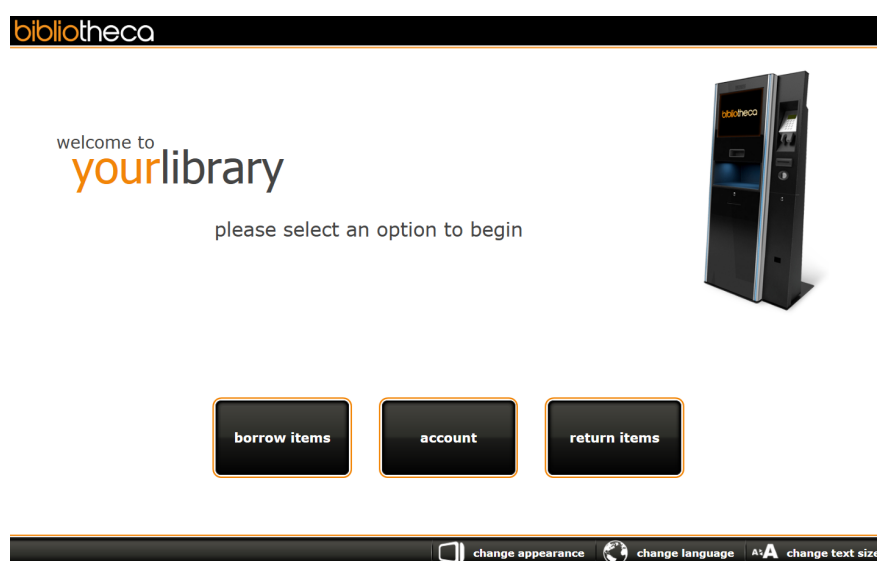 bibliotheca
bibliotheca
welcome to
yourlibrary
please select an option to begin
borrow items
account
return items
change appearance
change language
A:A change text size